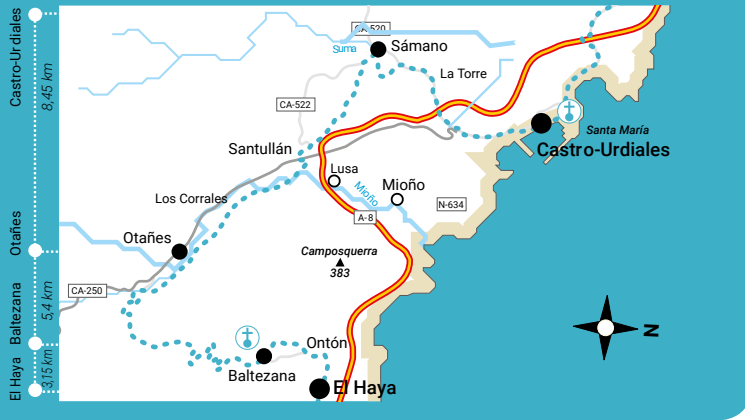 Castro-Urdiales
8,45 km
Otañes
5,4 km
Baltezana
3,15 km
El Haya
CA-520
Suma
Sámano
La Torre
CA-522
Santa María
Castro-Urdiales
Santullán
Lusa
Mioño
Mioño
Los Corrales
N-634
A-8
Otañes
Camposquerra
383
CA-250
N
Ontón
Baltezana
El Haya